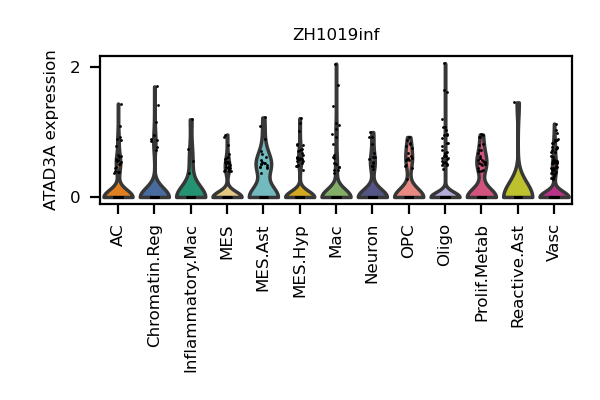 ZH1019inf
ATAD3A expression
2
0
AC
Chromatin.Reg
Inflammatory.Mac
MES
MES.Ast
MES.Hyp
Mac
Neuron
OPC
Oligo
Prolif.Metab
Reactive.Ast
Vasc